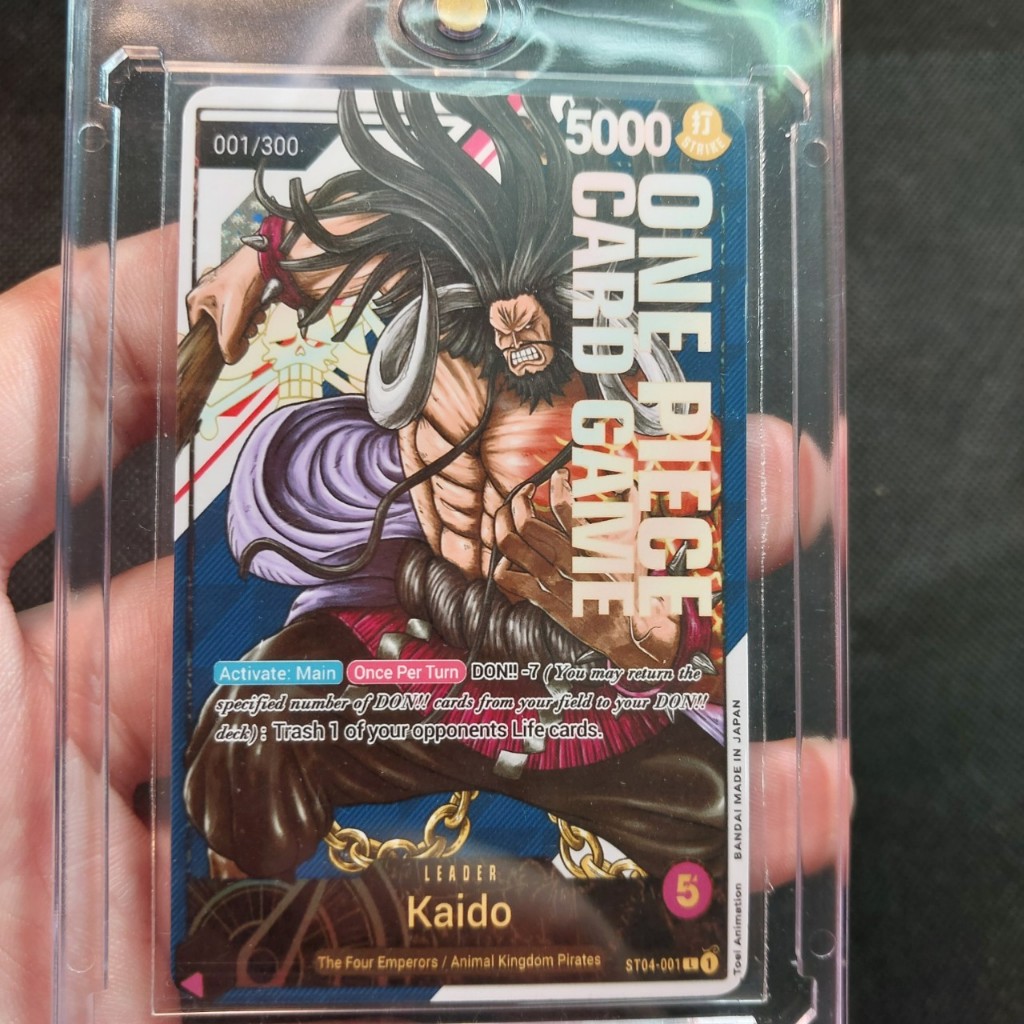 001/300
5000
打
STRIKE
ONE PIECE
CARD GAME
Activate: Main Once Per Turn DON!! -7 (You may return the
specified number of DON!! cards from your field to your DON!!
deck) : Trash 1 of your opponents Life cards.
LEADER
Kaido
5
The Four Emperors / Animal Kingdom Pirates
ST04-001 L 1
Toei Animation BANDAI MADE IN JAPAN